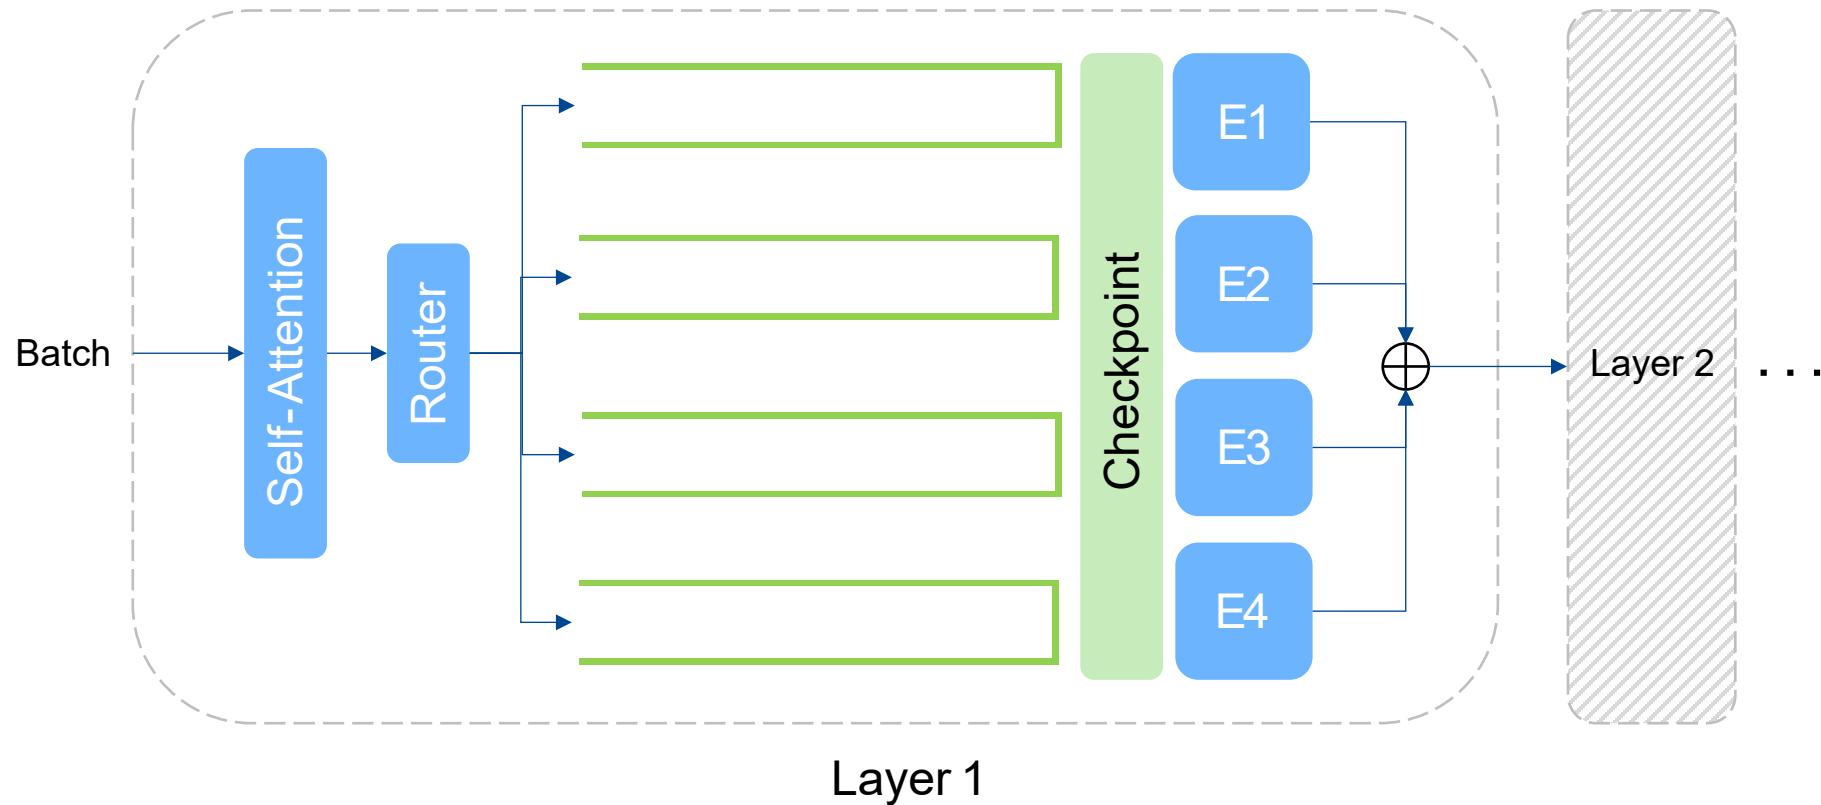 Batch
Self-Attention
Router
Checkpoint
E1
E2
E3
E4
Layer 2
...
Layer 1